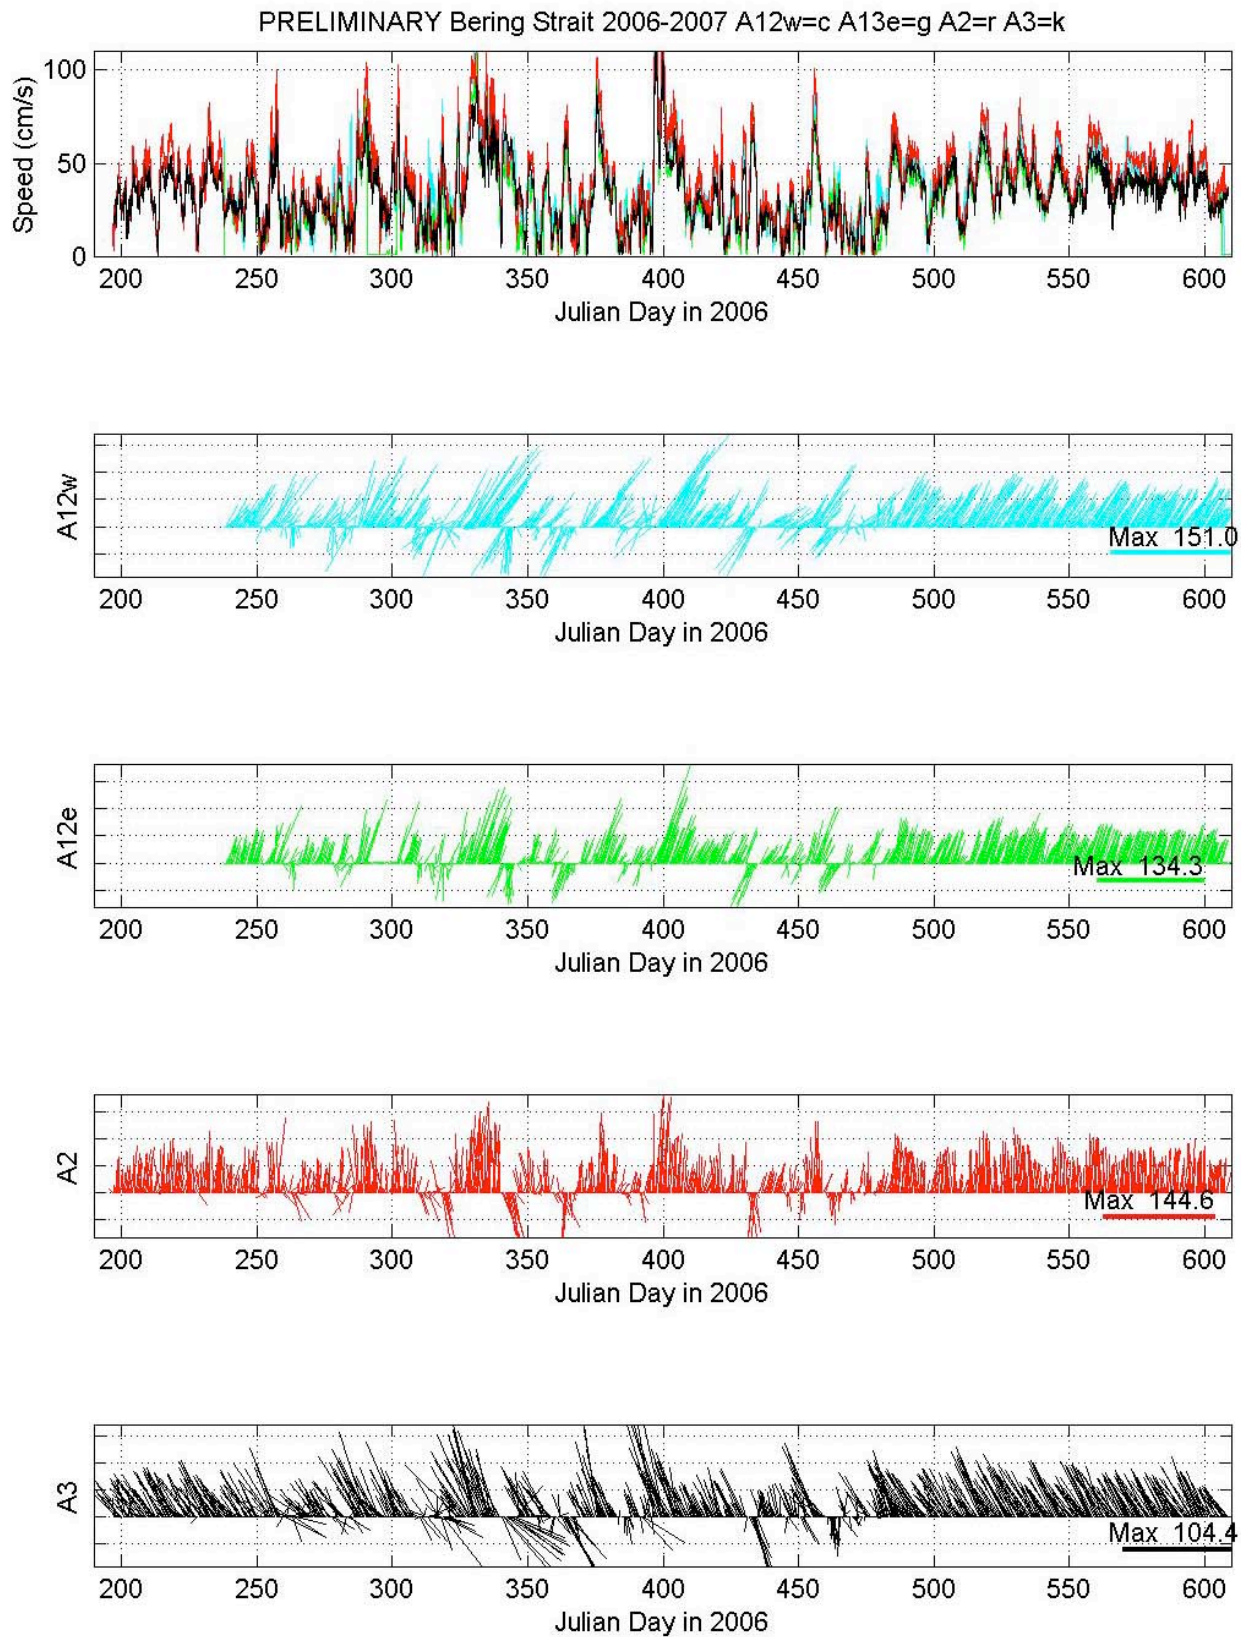 PRELIMINARY Bering Strait 2006-2007 A12w=c A13e=g A2=r A3=k
Speed (cm/s)
100
50
0
200 250 300 350 400 450 500 550 600
Julian Day in 2006
A12w
Max 151.0
200 250 300 350 400 450 500 550 600
Julian Day in 2006
A12e
Max 134.3
200 250 300 350 400 450 500 550 600
Julian Day in 2006
A2
Max 144.6
200 250 300 350 400 450 500 550 600
Julian Day in 2006
A3
Max 104.4
200 250 300 350 400 450 500 550 600
Julian Day in 2006